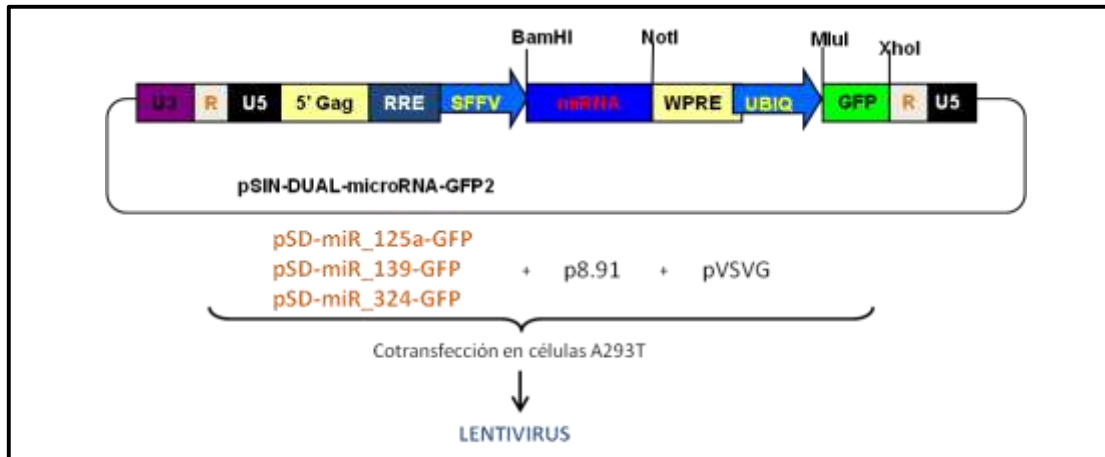 BamHI NotI MluI XhoI
U3 R U5 5' Gag RRE SFFV miRNA WPRE UBIQ GFP R U5
pSIN-DUAL-microRNA-GFP2
pSD-miR_125a-GFP
pSD-miR_139-GFP + p8.91 + pVSVG
pSD-miR_324-GFP
Cotransfección en células A293T
LENTIVIRUS